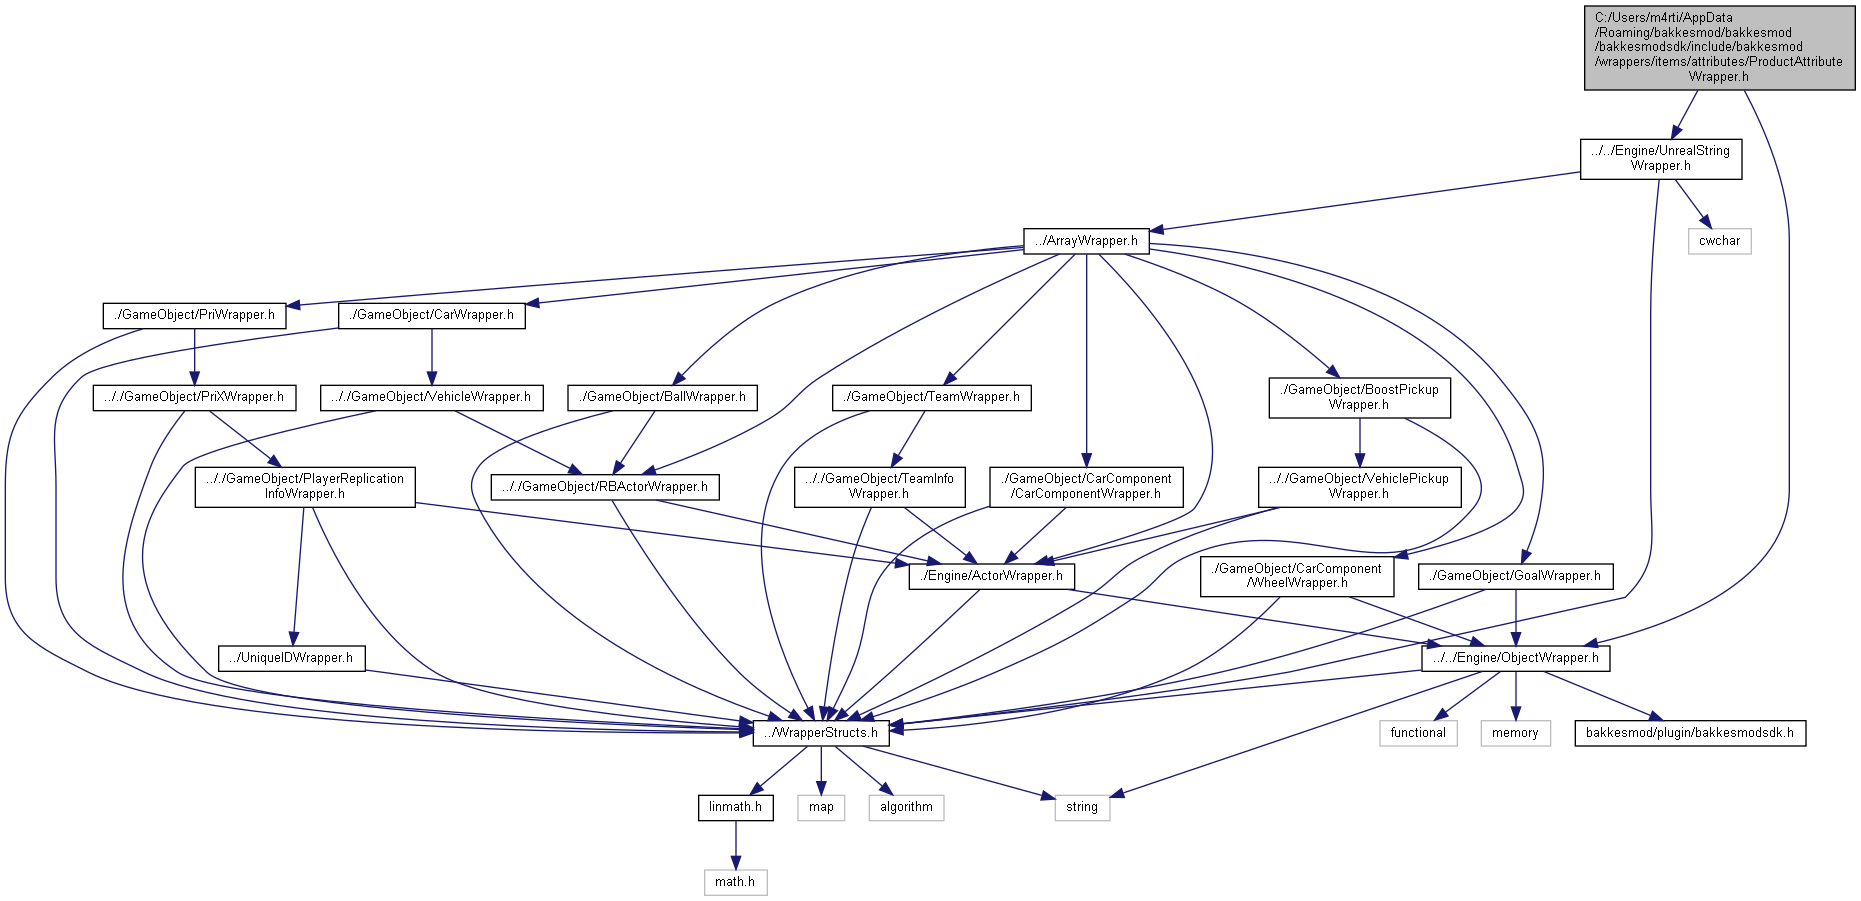 C:/Users/m4rti/AppData
/Roaming/bakkesmod/bakkesmod
/bakkesmodsdk/include/bakkesmod
/wrappers/items/attributes/ProductAttribute
Wrapper.h
../../Engine/UnrealString
Wrapper.h
../ArrayWrapper.h
cwchar
./GameObject/PriWrapper.h
./GameObject/CarWrapper.h
.././GameObject/PriXWrapper.h
.././GameObject/VehicleWrapper.h
./GameObject/BallWrapper.h
./GameObject/TeamWrapper.h
./GameObject/BoostPickup
Wrapper.h
.././GameObject/PlayerReplication
InfoWrapper.h
.././GameObject/RBActorWrapper.h
.././GameObject/TeamInfo
Wrapper.h
./GameObject/CarComponent
/CarComponentWrapper.h
.././GameObject/VehiclePickup
Wrapper.h
./Engine/ActorWrapper.h
./GameObject/CarComponent
/WheelWrapper.h
./GameObject/GoalWrapper.h
../UniqueIDWrapper.h
../../Engine/ObjectWrapper.h
../WrapperStructs.h
functional
memory
bakkesmod/plugin/bakkesmodsdk.h
linmath.h
map
algorithm
string
math.h